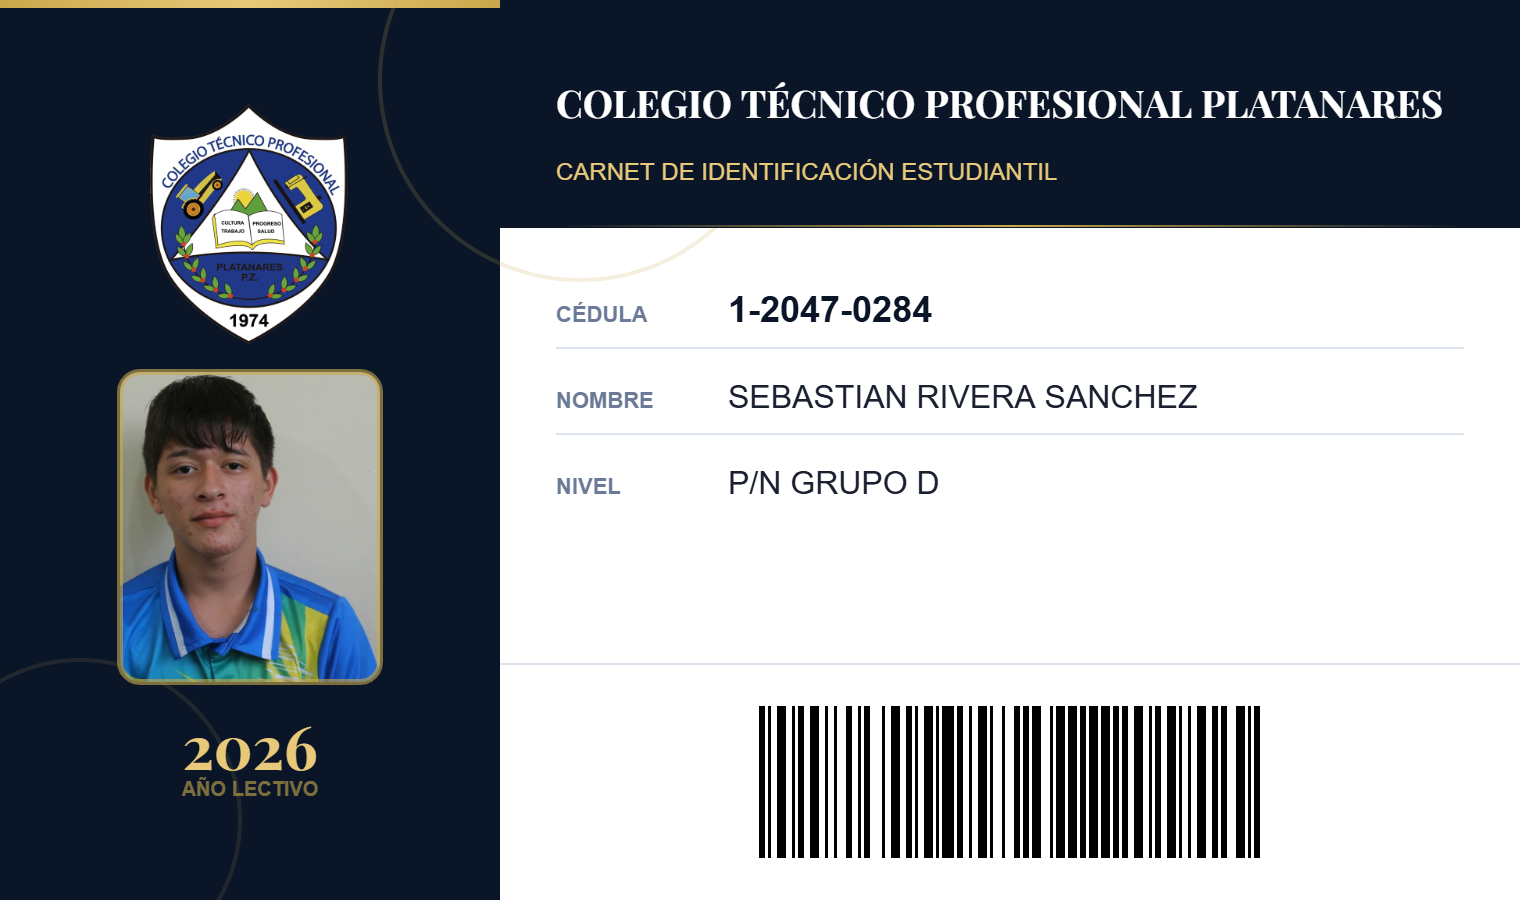 COLEGIO TÉCNICO PROFESIONAL
CULTURA PROGRESO
TRABAJO SALUD
PLATANARES
P.Z.
1974
2026
AÑO LECTIVO
COLEGIO TÉCNICO PROFESIONAL PLATANARES
CARNET DE IDENTIFICACIÓN ESTUDIANTIL
CÉDULA 1-2047-0284
NOMBRE SEBASTIAN RIVERA SANCHEZ
NIVEL P/N GRUPO D